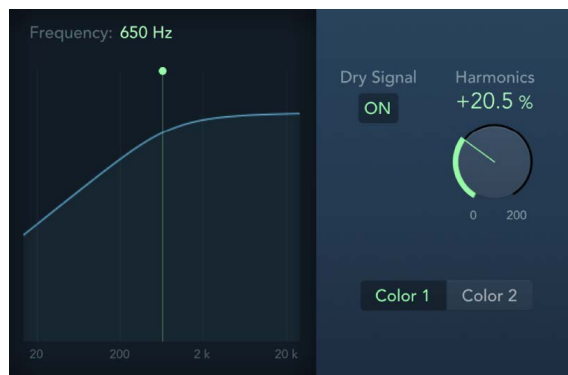 Frequency: 650 Hz
20 200 2 k 20 k
Dry Signal
ON
Harmonics
+20.5 %
0 200
Color 1 Color 2